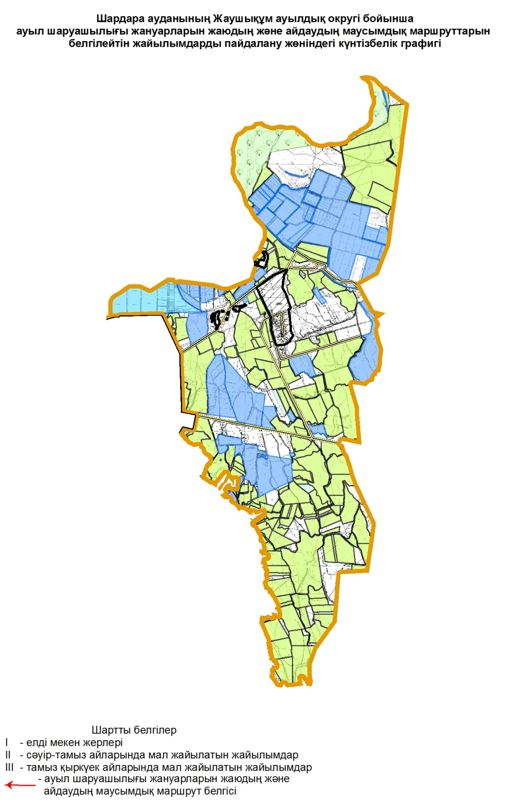 Шардара ауданының Жаушықұм ауылдық округі бойынша
ауыл шаруашылығы жануарларын жаюдың және айдаудың маусымдық маршруттарын
белгілейтін жайылымдарды пайдалану жөніндегі күнтізбелік графигі
Шартты белгілер
I - елді мекен жерлері
II - сәуір-тамыз айларында мал жайылатын жайылымдар
III - тамыз қыркүек айларында мал жайылатын жайылымдар
- ауыл шаруашылығы жануарларын жаюдың және
айдаудың маусымдық маршрут белгісі